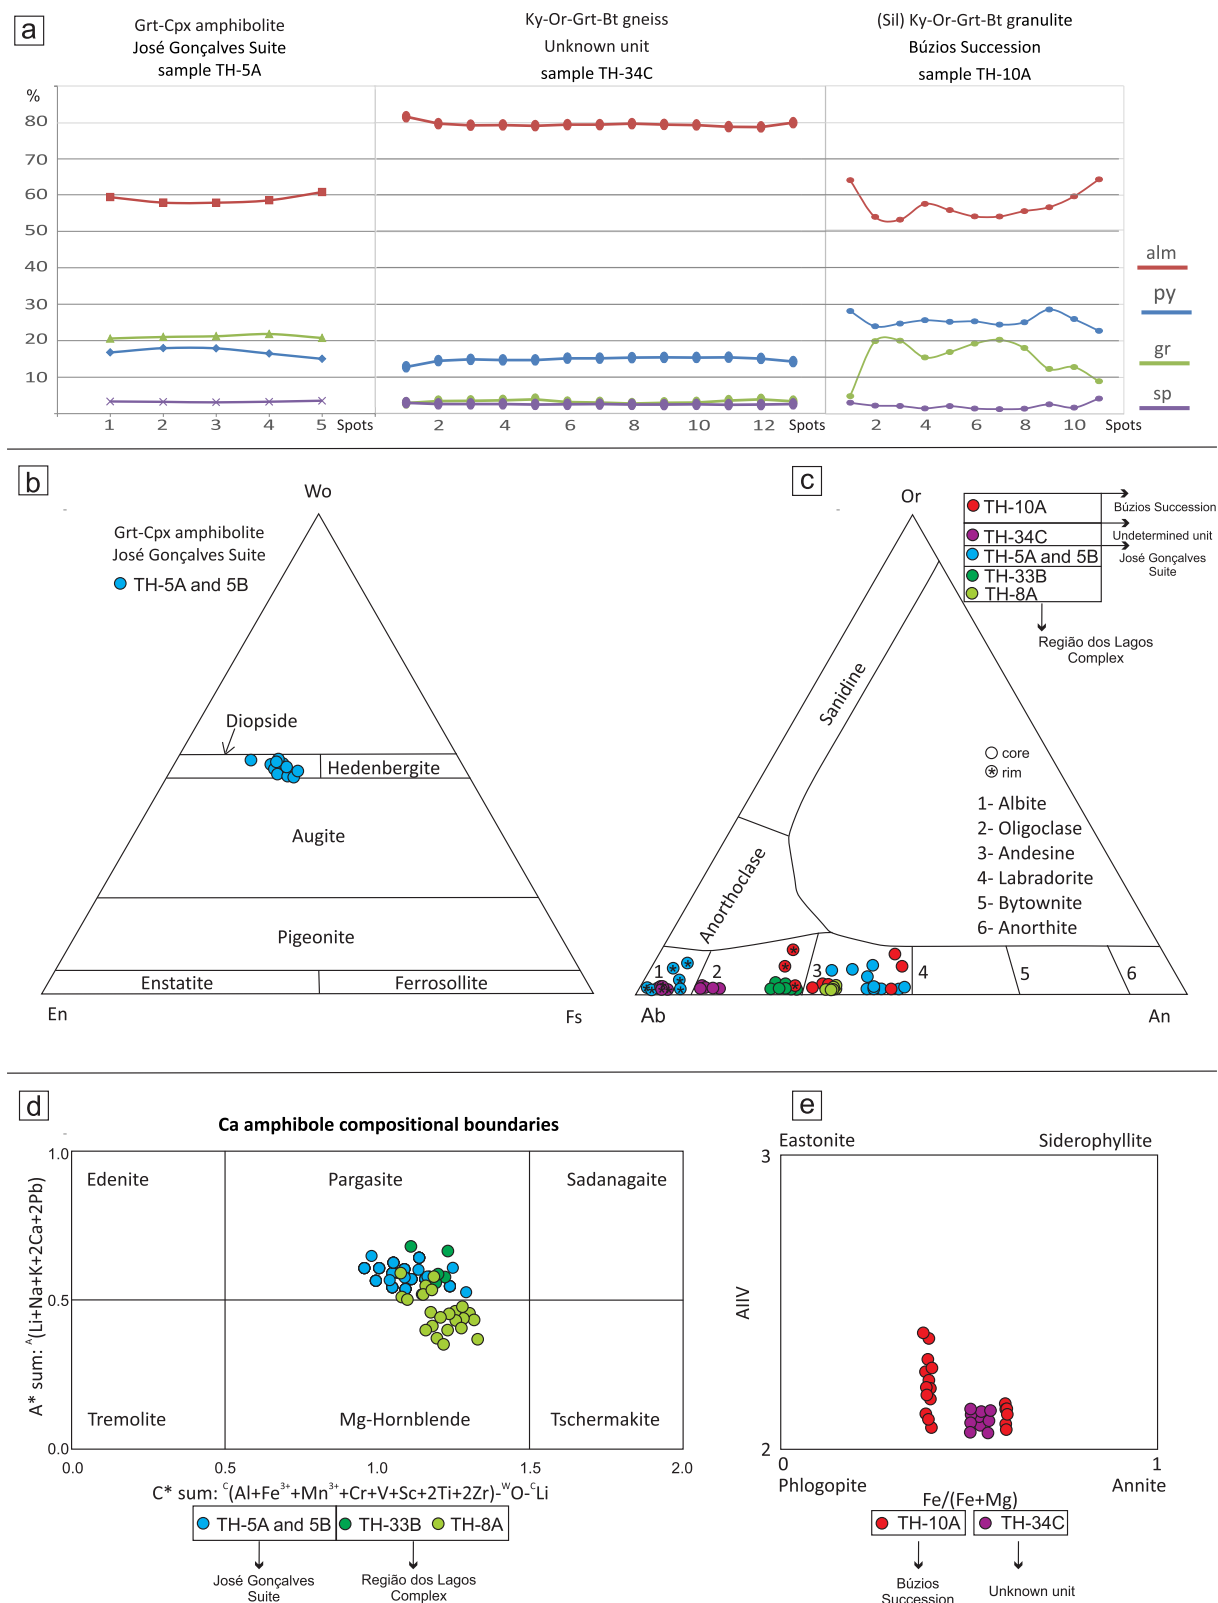 a
Grt-Cpx amphibolite
José Gonçalves Suite
sample TH-5A
Ky-Or-Grt-Bt gneiss
Unknown unit
sample TH-34C
(Sil) Ky-Or-Grt-Bt granulite
Búzios Succession
sample TH-10A
%
80
70
60
50
40
30
20
10
1 2 3 4 5 Spots
2 4 6 8 10 12 Spots
2 4 6 8 10 Spots
alm
py
gr
sp
b
Wo
Grt-Cpx amphibolite
José Gonçalves Suite
TH-5A and 5B
Diopside
Hedenbergite
Augite
Pigeonite
Enstatite
Ferrosollite
En
Fs
c
Or
TH-10A
Búzios Succession
TH-34C
Undetermined unit
TH-5A and 5B
José Gonçalves
Suite
TH-33B
TH-8A
Região dos Lagos
Complex
Sanidine
Anorthoclase
core
rim
1- Albite
2- Oligoclase
3- Andesine
4- Labradorite
5- Bytownite
6- Anorthite
1 2 3 4 5 6
Ab
An
d
Ca amphibole compositional boundaries
1.0
0.5
0.0
A* sum: ᴬ(Li+Na+K+2Ca+2Pb)
Edenite
Pargasite
Sadanagaite
Tremolite
Mg-Hornblende
Tschermakite
0.0 0.5 1.0 1.5 2.0
C* sum: ᶜ(Al+Fe³⁺+Mn³⁺+Cr+V+Sc+2Ti+2Zr)-ᵂO-ᶜLi
TH-5A and 5B
TH-33B
TH-8A
José Gonçalves
Suite
Região dos Lagos
Complex
e
Eastonite
Siderophyllite
3
AlIV
2
0
1
Phlogopite
Annite
Fe/(Fe+Mg)
TH-10A
TH-34C
Búzios
Succession
Unknown unit